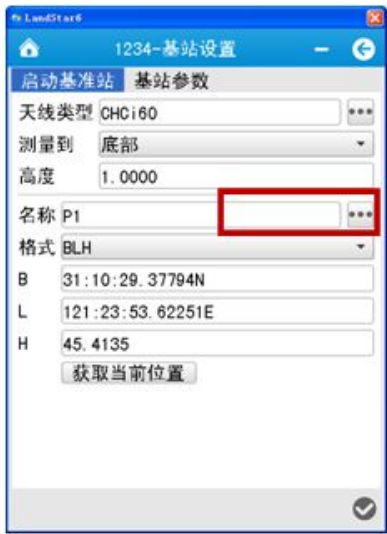 LandStar6
1234-基站设置
启动基准站 基站参数
天线类型 CHCi60
测量到 底部
高度 1.0000
名称 P1
格式 BLH
B 31:10:29.37794N
L 121:23:53.62251E
H 45.4135
获取当前位置